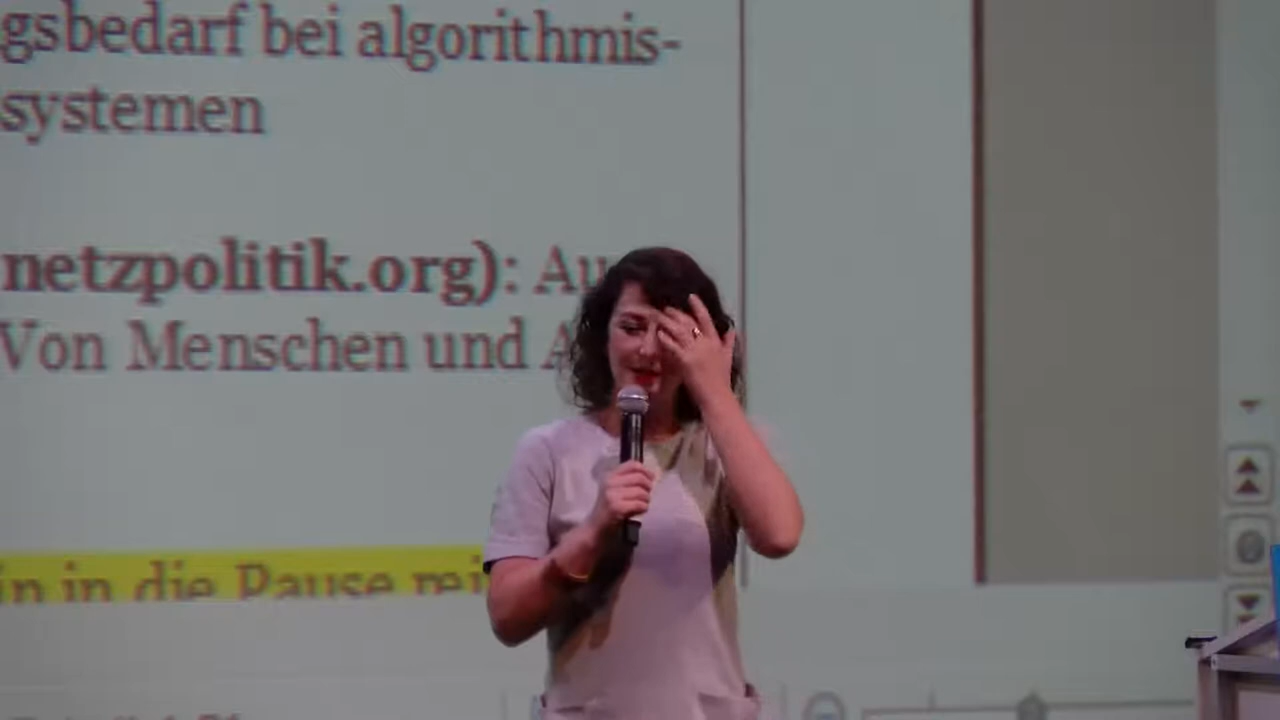 gsbedarf bei algorithmis-
systemen
netzpolitik.org): Au
Von Menschen und A
in in die Pause rei